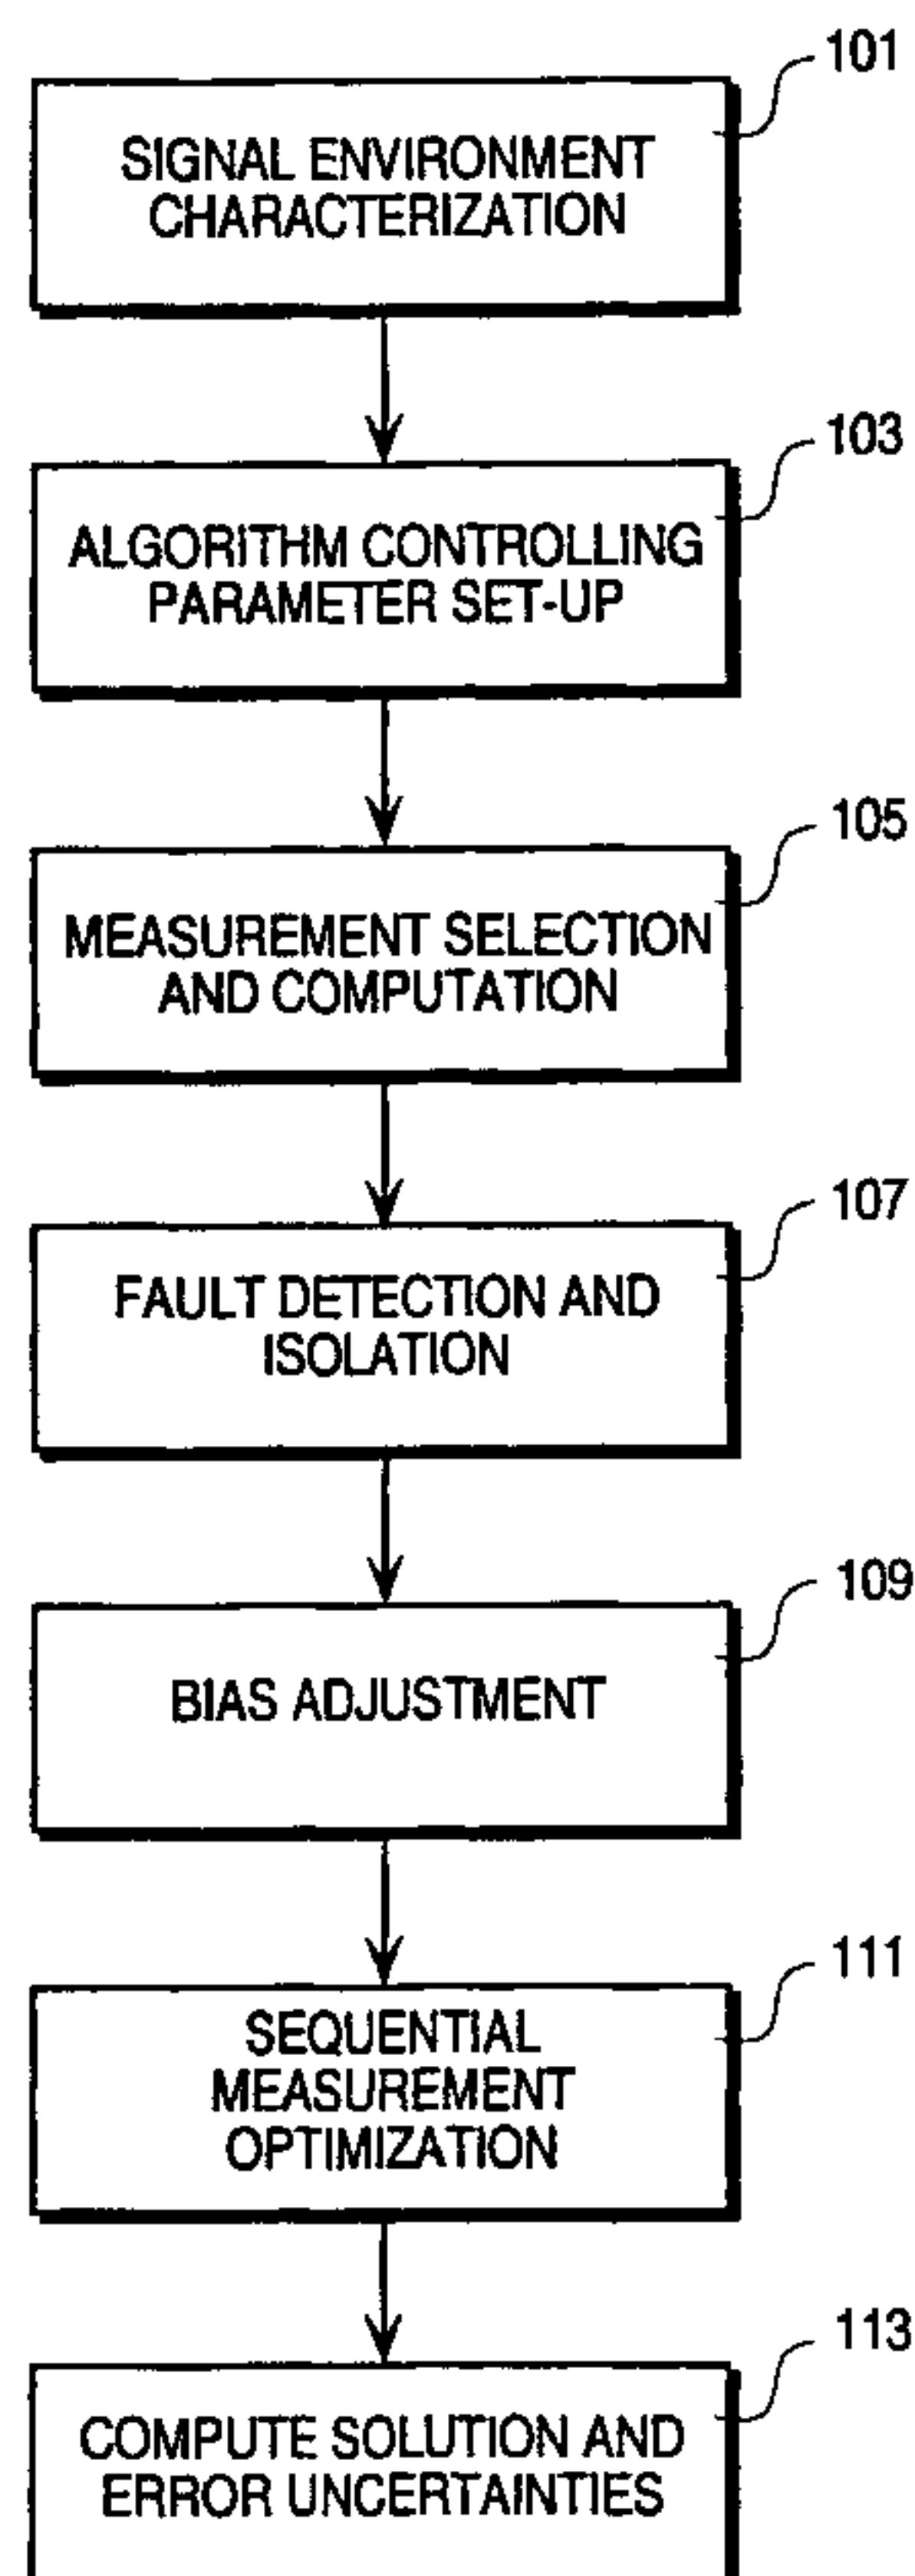 101
SIGNAL ENVIRONMENT
CHARACTERIZATION
103
ALGORITHM CONTROLLING
PARAMETER SET-UP
105
MEASUREMENT SELECTION
AND COMPUTATION
107
FAULT DETECTION AND
ISOLATION
109
BIAS ADJUSTMENT
111
SEQUENTIAL
MEASUREMENT
OPTIMIZATION
113
COMPUTE SOLUTION AND
ERROR UNCERTAINTIES